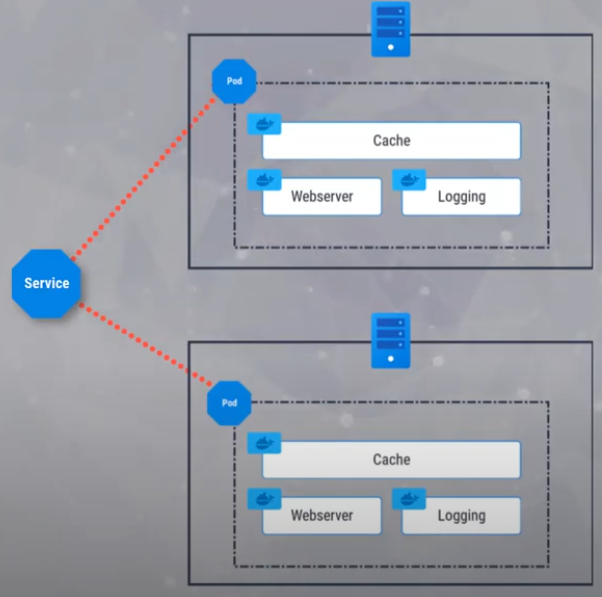 Pod
Cache
Webserver
Logging
Service
Pod
Cache
Webserver
Logging